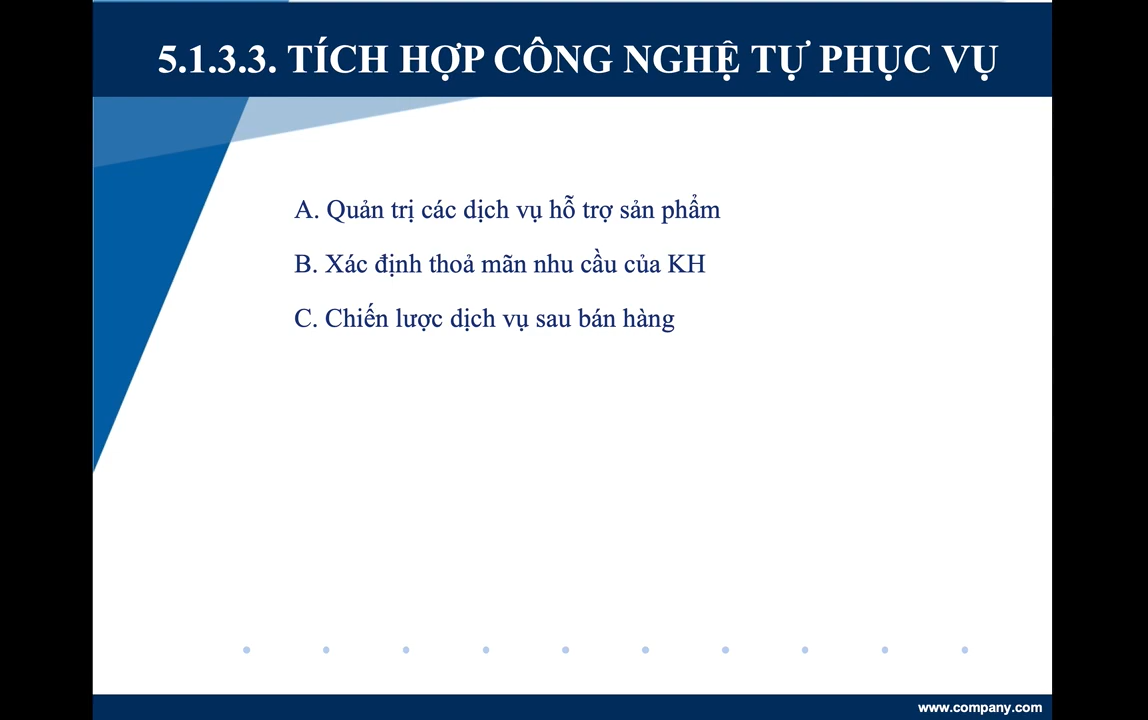 5.1.3.3. TÍCH HỢP CÔNG NGHỆ TỰ PHỤC VỤ
A. Quản trị các dịch vụ hỗ trợ sản phẩm
B. Xác định thoả mãn nhu cầu của KH
C. Chiến lược dịch vụ sau bán hàng
www.company.com